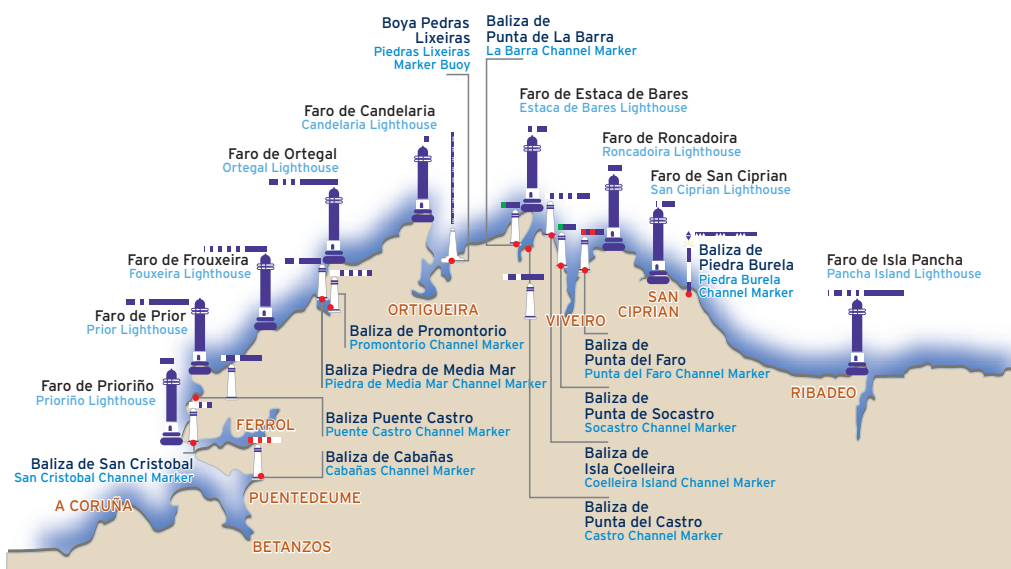 Boya Pedras
Lixeiras
Piedras Lixeiras
Marker Buoy
Baliza de
Punta de La Barra
La Barra Channel Marker
Faro de Estaca de Bares
Estaca de Bares Lighthouse
Faro de Candelaria
Candelaria Lighthouse
Faro de Roncadoira
Roncadoira Lighthouse
Faro de Ortegal
Ortegal Lighthouse
Faro de San Ciprian
San Ciprian Lighthouse
Faro de Frouxeira
Fouxeira Lighthouse
Baliza de
Piedra Burela
Piedra Burela
Channel Marker
Faro de Isla Pancha
Pancha Island Lighthouse
Faro de Prior
Prior Lighthouse
ORTIGUEIRA
SAN
CIPRIAN
VIVEIRO
Baliza de Promontorio
Promontorio Channel Marker
Baliza de
Punta del Faro
Punta del Faro Channel Marker
Baliza Piedra de Media Mar
Piedra de Media Mar Channel Marker
Faro de Prioriño
Prioriño Lighthouse
RIBADEO
Baliza de
Punta de Socastro
Socastro Channel Marker
Baliza Puente Castro
Puente Castro Channel Marker
FERROL
Baliza de Cabañas
Cabañas Channel Marker
Baliza de
Isla Coelleira
Coelleira Island Channel Marker
Baliza de San Cristobal
San Cristobal Channel Marker
A CORUÑA
PUENTEDEUME
Baliza de
Punta del Castro
Castro Channel Marker
BETANZOS